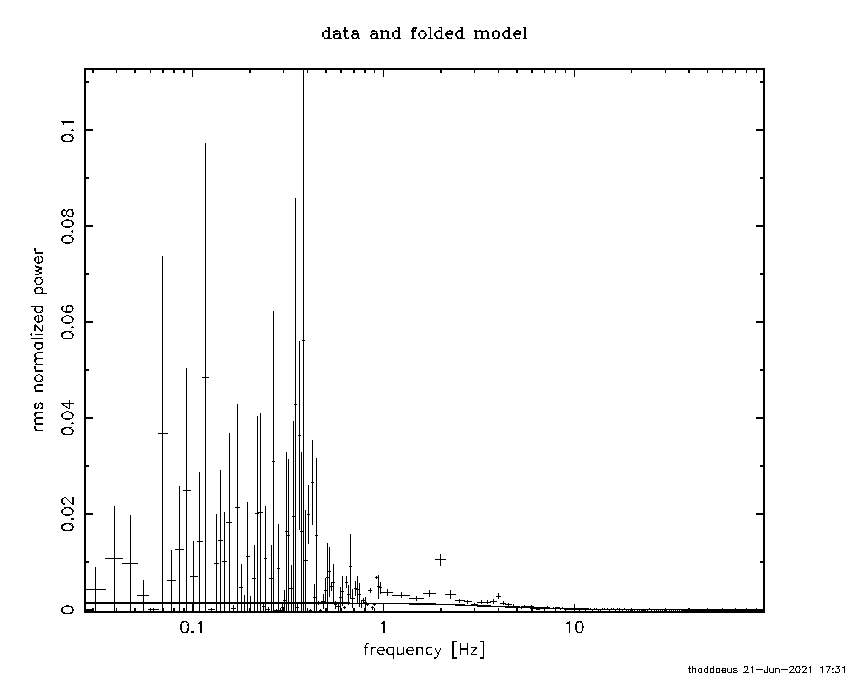 data and folded model
0.1
0.08
0.06
0.04
0.02
0
rms normalized power
0.1 1 10
frequency [Hz]
thoddaeus 21-Jun-2021 17:31